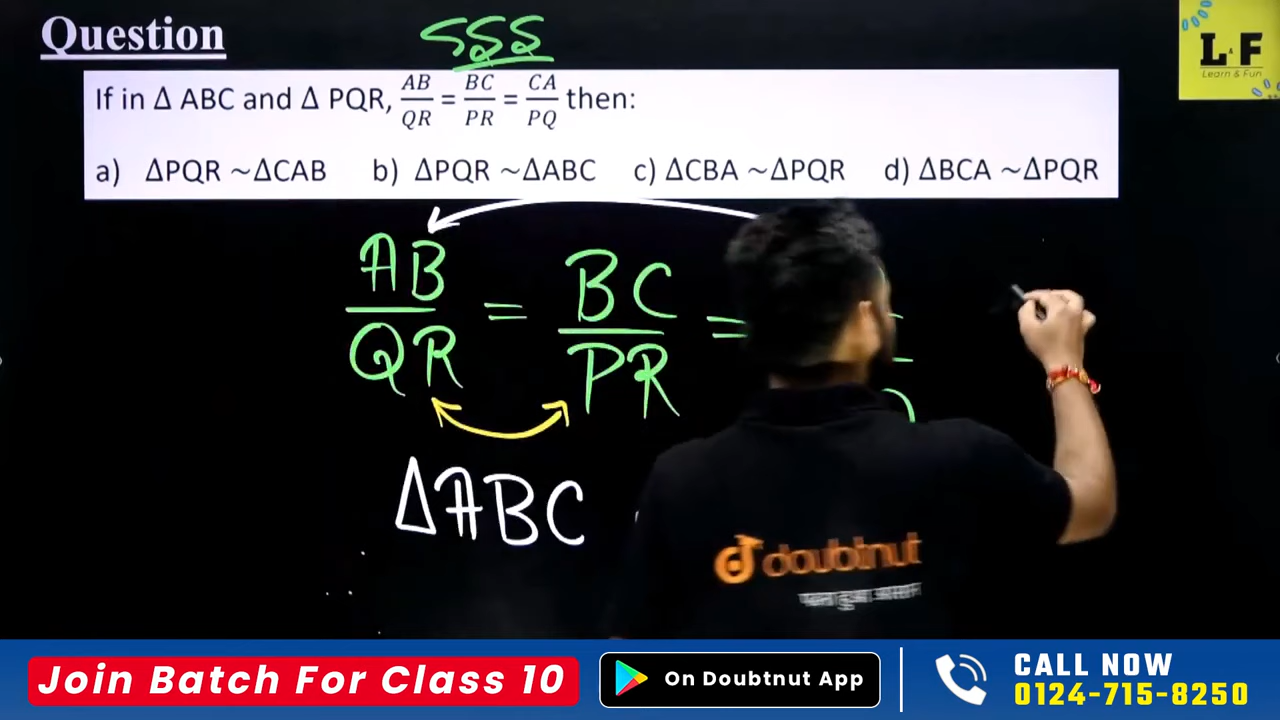 Question
SSS
L & F
Learn & Fun
If in Δ ABC and Δ PQR, AB/QR = BC/PR = CA/PQ then:
a) ΔPQR ~ΔCAB b) ΔPQR ~ΔABC c) ΔCBA ~ΔPQR d) ΔBCA ~ΔPQR
AB/QR = BC/PR =
ΔABC
doubtnut
Join Batch For Class 10
On Doubtnut App
CALL NOW
0124-715-8250